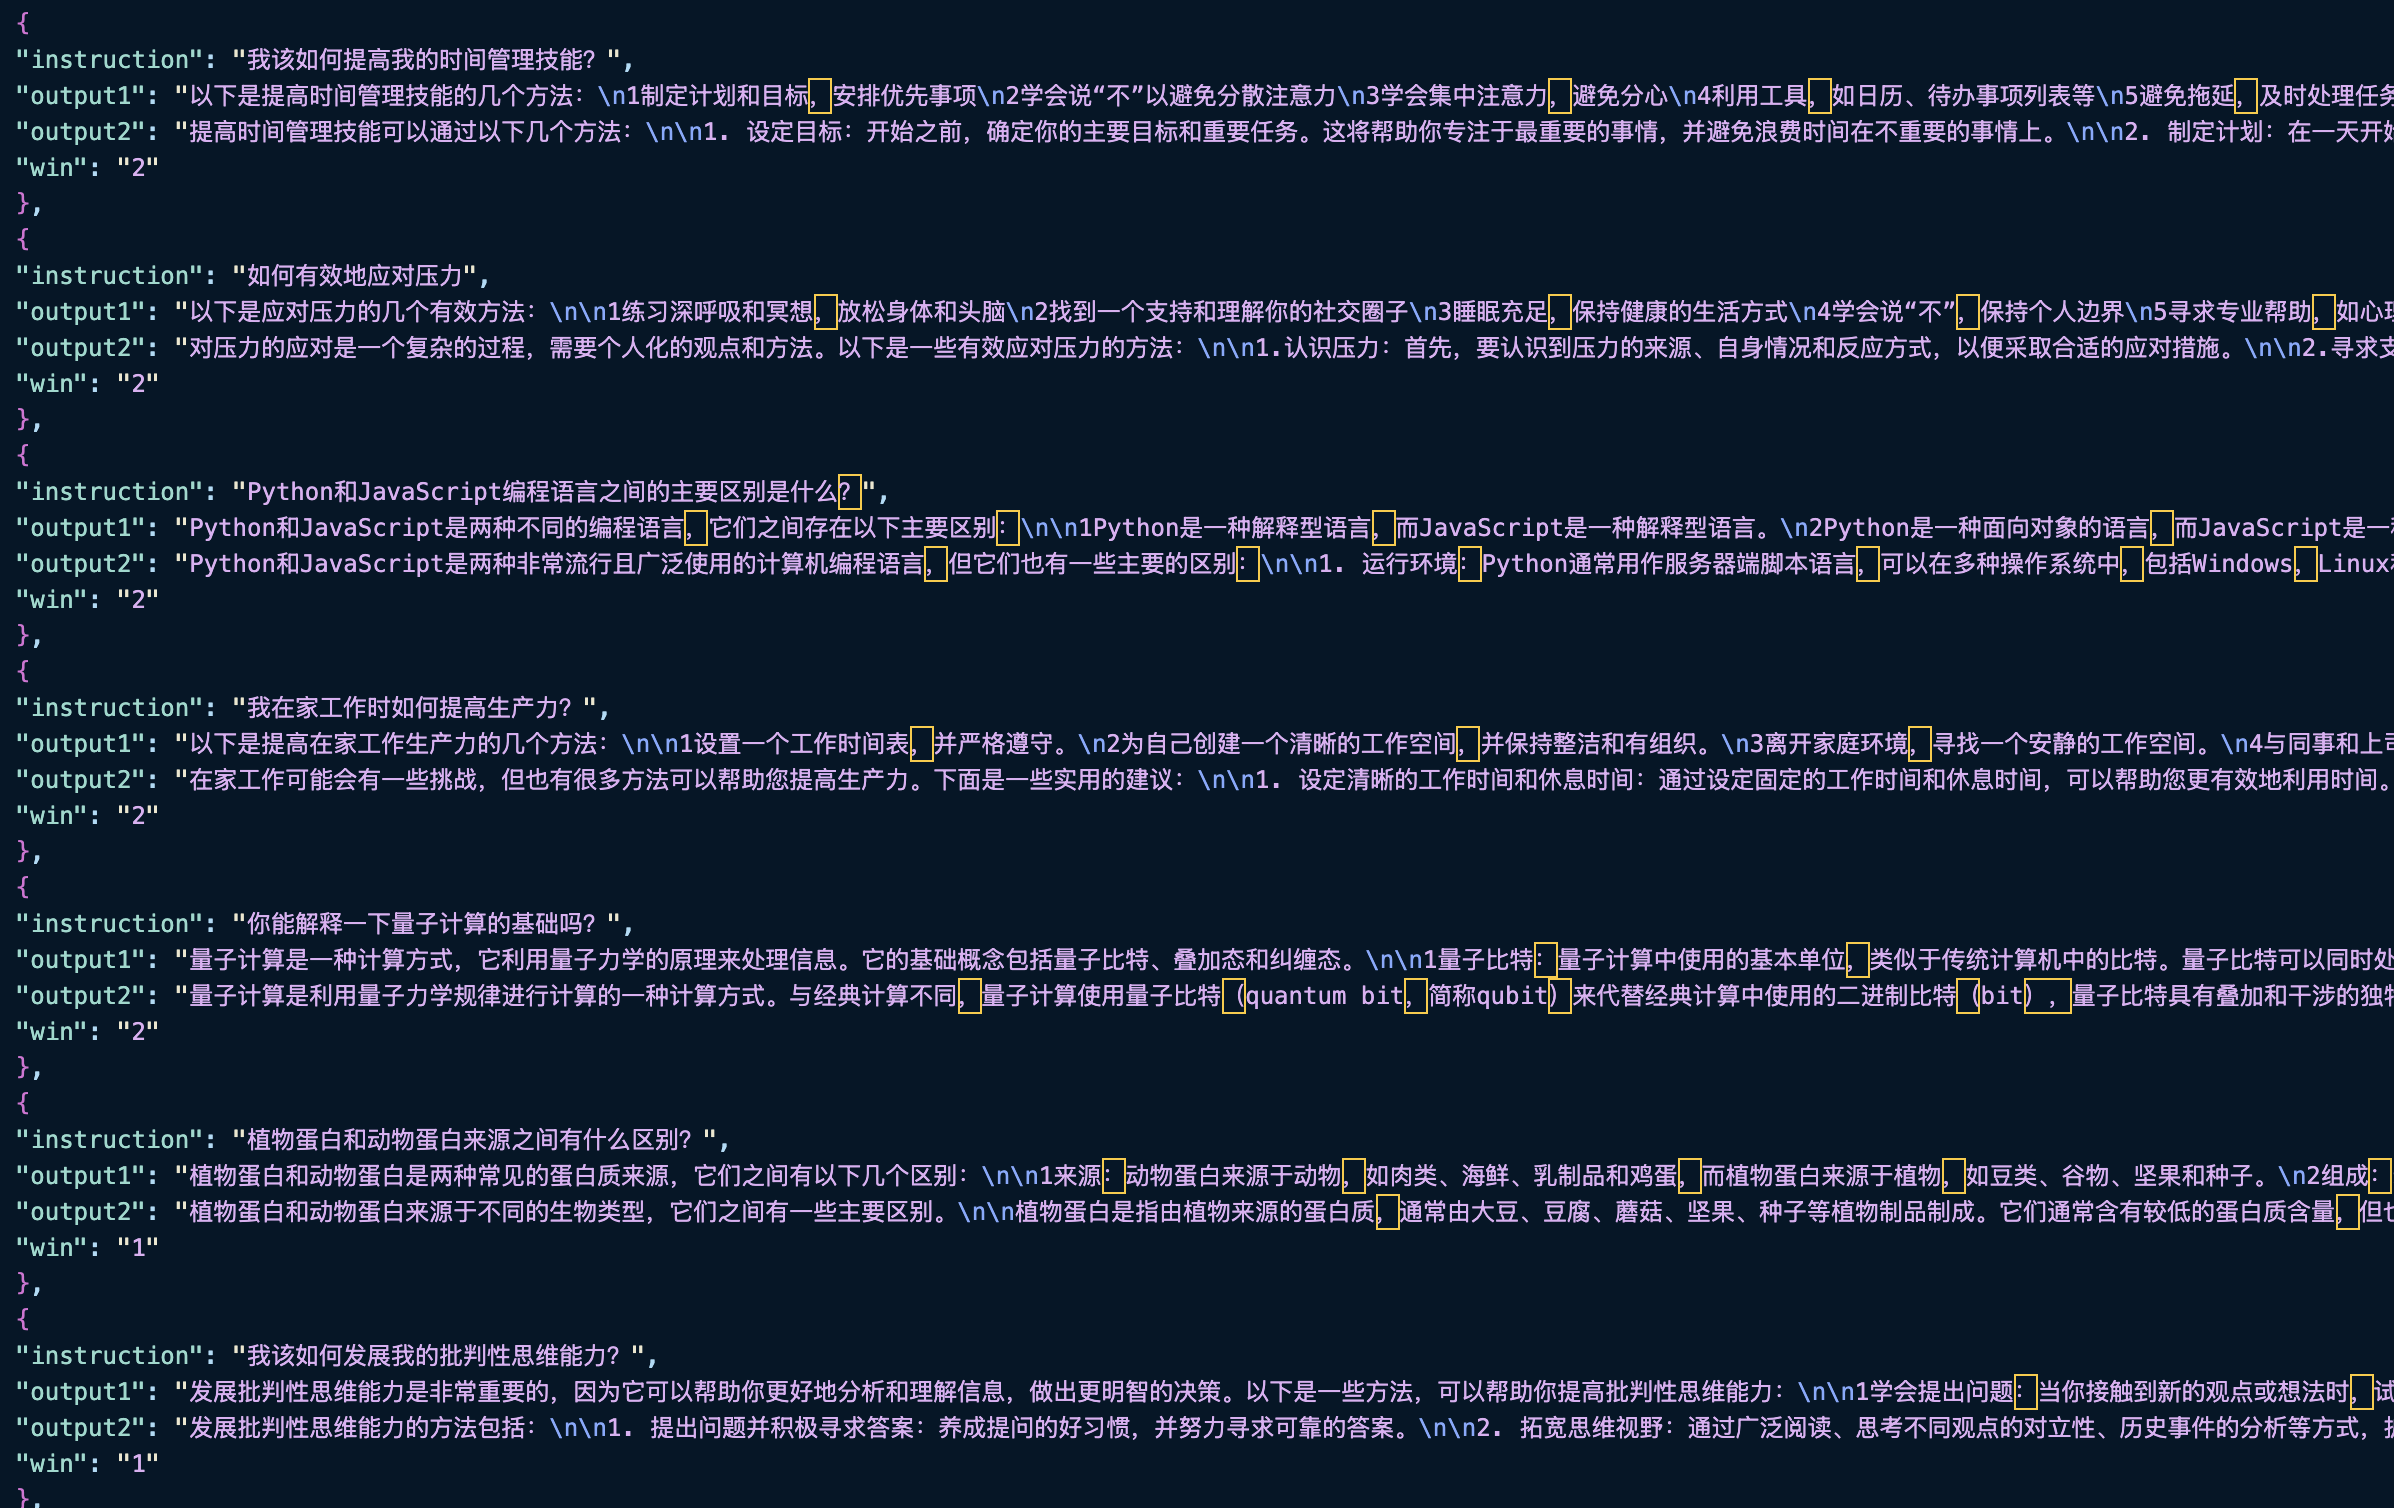 {
"instruction": "我该如何提高我的时间管理技能？",
"output1": "以下是提高时间管理技能的几个方法：\n1制定计划和目标，安排优先事项\n2学会说“不”以避免分散注意力\n3学会集中注意力，避免分心\n4利用工具，如日历、待办事项列表等\n5避免拖延，及时处理任务
"output2": "提高时间管理技能可以通过以下几个方法：\n\n1. 设定目标：开始之前，确定你的主要目标和重要任务。这将帮助你专注于最重要的事情，并避免浪费时间在不重要的事情上。\n\n2. 制定计划：在一天开始
"win": "2"
},
{
"instruction": "如何有效地应对压力",
"output1": "以下是应对压力的几个有效方法：\n\n1练习深呼吸和冥想，放松身体和头脑\n2找到一个支持和理解你的社交圈子\n3睡眠充足，保持健康的生活方式\n4学会说“不”，保持个人边界\n5寻求专业帮助，如心理
"output2": "对压力的应对是一个复杂的过程，需要个人化的观点和方法。以下是一些有效应对压力的方法：\n\n1.认识压力：首先，要认识到压力的来源、自身情况和反应方式，以便采取合适的应对措施。\n\n2.寻求支
"win": "2"
},
{
"instruction": "Python和JavaScript编程语言之间的主要区别是什么？",
"output1": "Python和JavaScript是两种不同的编程语言，它们之间存在以下主要区别：\n\n1Python是一种解释型语言，而JavaScript是一种解释型语言。\n2Python是一种面向对象的语言，而JavaScript是一
"output2": "Python和JavaScript是两种非常流行且广泛使用的计算机编程语言，但它们也有一些主要的区别：\n\n1. 运行环境：Python通常用作服务器端脚本语言，可以在多种操作系统中，包括Windows，Linux
"win": "2"
},
{
"instruction": "我在家工作时如何提高生产力？",
"output1": "以下是提高在家工作生产力的几个方法：\n\n1设置一个工作时间表，并严格遵守。\n2为自己创建一个清晰的工作空间，并保持整洁和有组织。\n3离开家庭环境，寻找一个安静的工作空间。\n4与同事和上司
"output2": "在家工作可能会有一些挑战，但也有很多方法可以帮助您提高生产力。下面是一些实用的建议：\n\n1. 设定清晰的工作时间和休息时间：通过设定固定的工作时间和休息时间，可以帮助您更有效地利用时间。
"win": "2"
},
{
"instruction": "你能解释一下量子计算的基础吗？",
"output1": "量子计算是一种计算方式，它利用量子力学的原理来处理信息。它的基础概念包括量子比特、叠加态和纠缠态。\n\n1量子比特：量子计算中使用的基本单位，类似于传统计算机中的比特。量子比特可以同时处
"output2": "量子计算是利用量子力学规律进行计算的一种计算方式。与经典计算不同，量子计算使用量子比特（quantum bit，简称qubit）来代替经典计算中使用的二进制比特（bit），量子比特具有叠加和干涉的独特
"win": "2"
},
{
"instruction": "植物蛋白和动物蛋白来源之间有什么区别？",
"output1": "植物蛋白和动物蛋白是两种常见的蛋白质来源，它们之间有以下几个区别：\n\n1来源：动物蛋白来源于动物，如肉类、海鲜、乳制品和鸡蛋，而植物蛋白来源于植物，如豆类、谷物、坚果和种子。\n2组成：
"output2": "植物蛋白和动物蛋白来源于不同的生物类型，它们之间有一些主要区别。\n\n植物蛋白是指由植物来源的蛋白质，通常由大豆、豆腐、蘑菇、坚果、种子等植物制品制成。它们通常含有较低的蛋白质含量，但也
"win": "1"
},
{
"instruction": "我该如何发展我的批判性思维能力？",
"output1": "发展批判性思维能力是非常重要的，因为它可以帮助你更好地分析和理解信息，做出更明智的决策。以下是一些方法，可以帮助你提高批判性思维能力：\n\n1学会提出问题：当你接触到新的观点或想法时，试
"output2": "发展批判性思维能力的方法包括：\n\n1. 提出问题并积极寻求答案：养成提问的好习惯，并努力寻求可靠的答案。\n\n2. 拓宽思维视野：通过广泛阅读、思考不同观点的对立性、历史事件的分析等方式，
"win": "1"
},